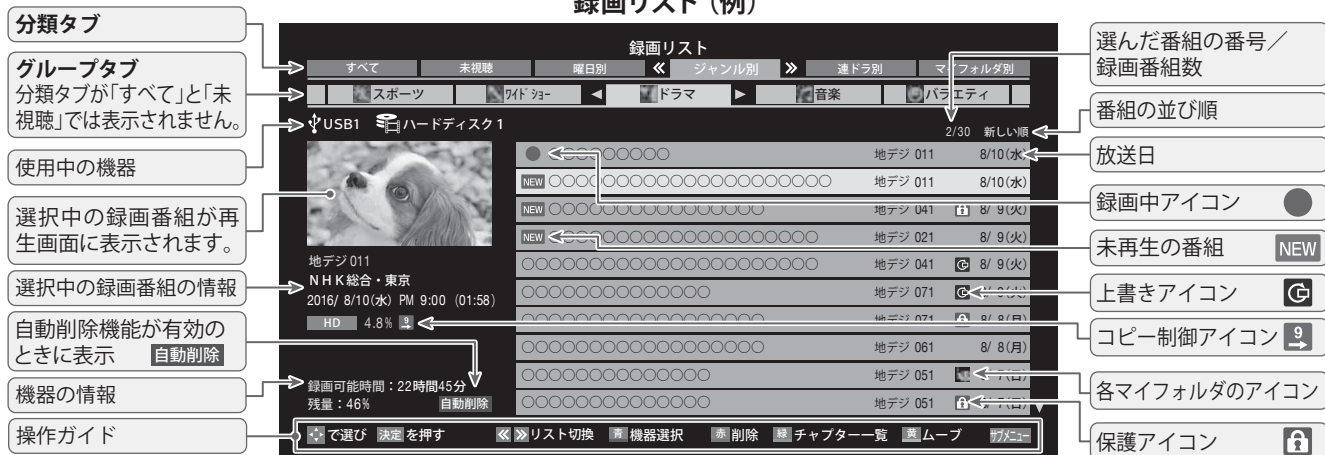 録画リスト（例）
分類タブ
グループタブ
分類タブが「すべて」と「未
視聴」では表示されません。
使用中の機器
選択中の録画番組が再
生画面に表示されます。
選択中の録画番組の情報
自動削除機能が有効の
ときに表示 自動削除
機器の情報
操作ガイド
録画リスト
すべて 未視聴 曜日別 ≪ ジャンル別 ≫ 連ドラ別 マイフォルダ別
スポーツ ワイドショー ◀ ドラマ ▶ 音楽 バラエティ
USB1 ハードディスク1
2/30 新しい順
○○○○○○○○ 地デジ 011 8/10(水)
NEW ○○○○○○○○○○○○○○○○○○○○○ 地デジ 011 8/10(水)
NEW ○○○○○○○○○○○○○○○○ 地デジ 041 8/ 9(火)
NEW ○○○○○○○○○○○○○○○○○○○○ 地デジ 021 8/ 9(火)
○○○○○○○○○○○○○○○○○○○○○○ 地デジ 041 8/ 9(火)
○○○○○○○○○○○○○○ 地デジ 071
○○○○○○○○○○○○○○○○○○ 地デジ 071 8/ 8(月)
○○○○○○○○○○○○○○○○○○ 地デジ 061 8/ 8(月)
○○○○○○○○○○○○○○ 地デジ 051 7(日)
○○○○○○○○○○○○○○ 地デジ 051 7(日)
地デジ 011
NHK総合・東京
2016/ 8/10(水) PM 9:00 (01:58)
HD 4.8% 9
録画可能時間：22時間45分
残量：46% 自動削除
で選び 決定 を押す ≪ ≫ リスト切換 青 機器選択 赤 削除 緑 チャプター一覧 黄 ムーブ サブメニュー
選んだ番組の番号／
録画番組数
番組の並び順
放送日
録画中アイコン
未再生の番組 NEW
上書きアイコン
コピー制御アイコン 9
各マイフォルダのアイコン
保護アイコン